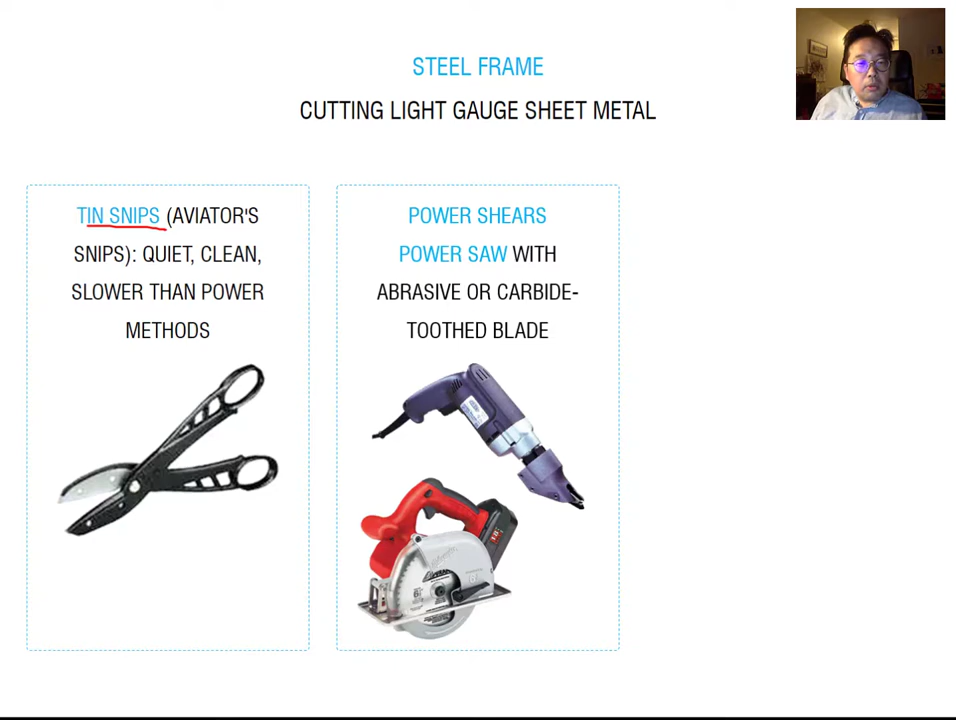 STEEL FRAME
CUTTING LIGHT GAUGE SHEET METAL
TIN SNIPS (AVIATOR'S
SNIPS): QUIET, CLEAN,
SLOWER THAN POWER
METHODS
POWER SHEARS
POWER SAW WITH
ABRASIVE OR CARBIDE-
TOOTHED BLADE